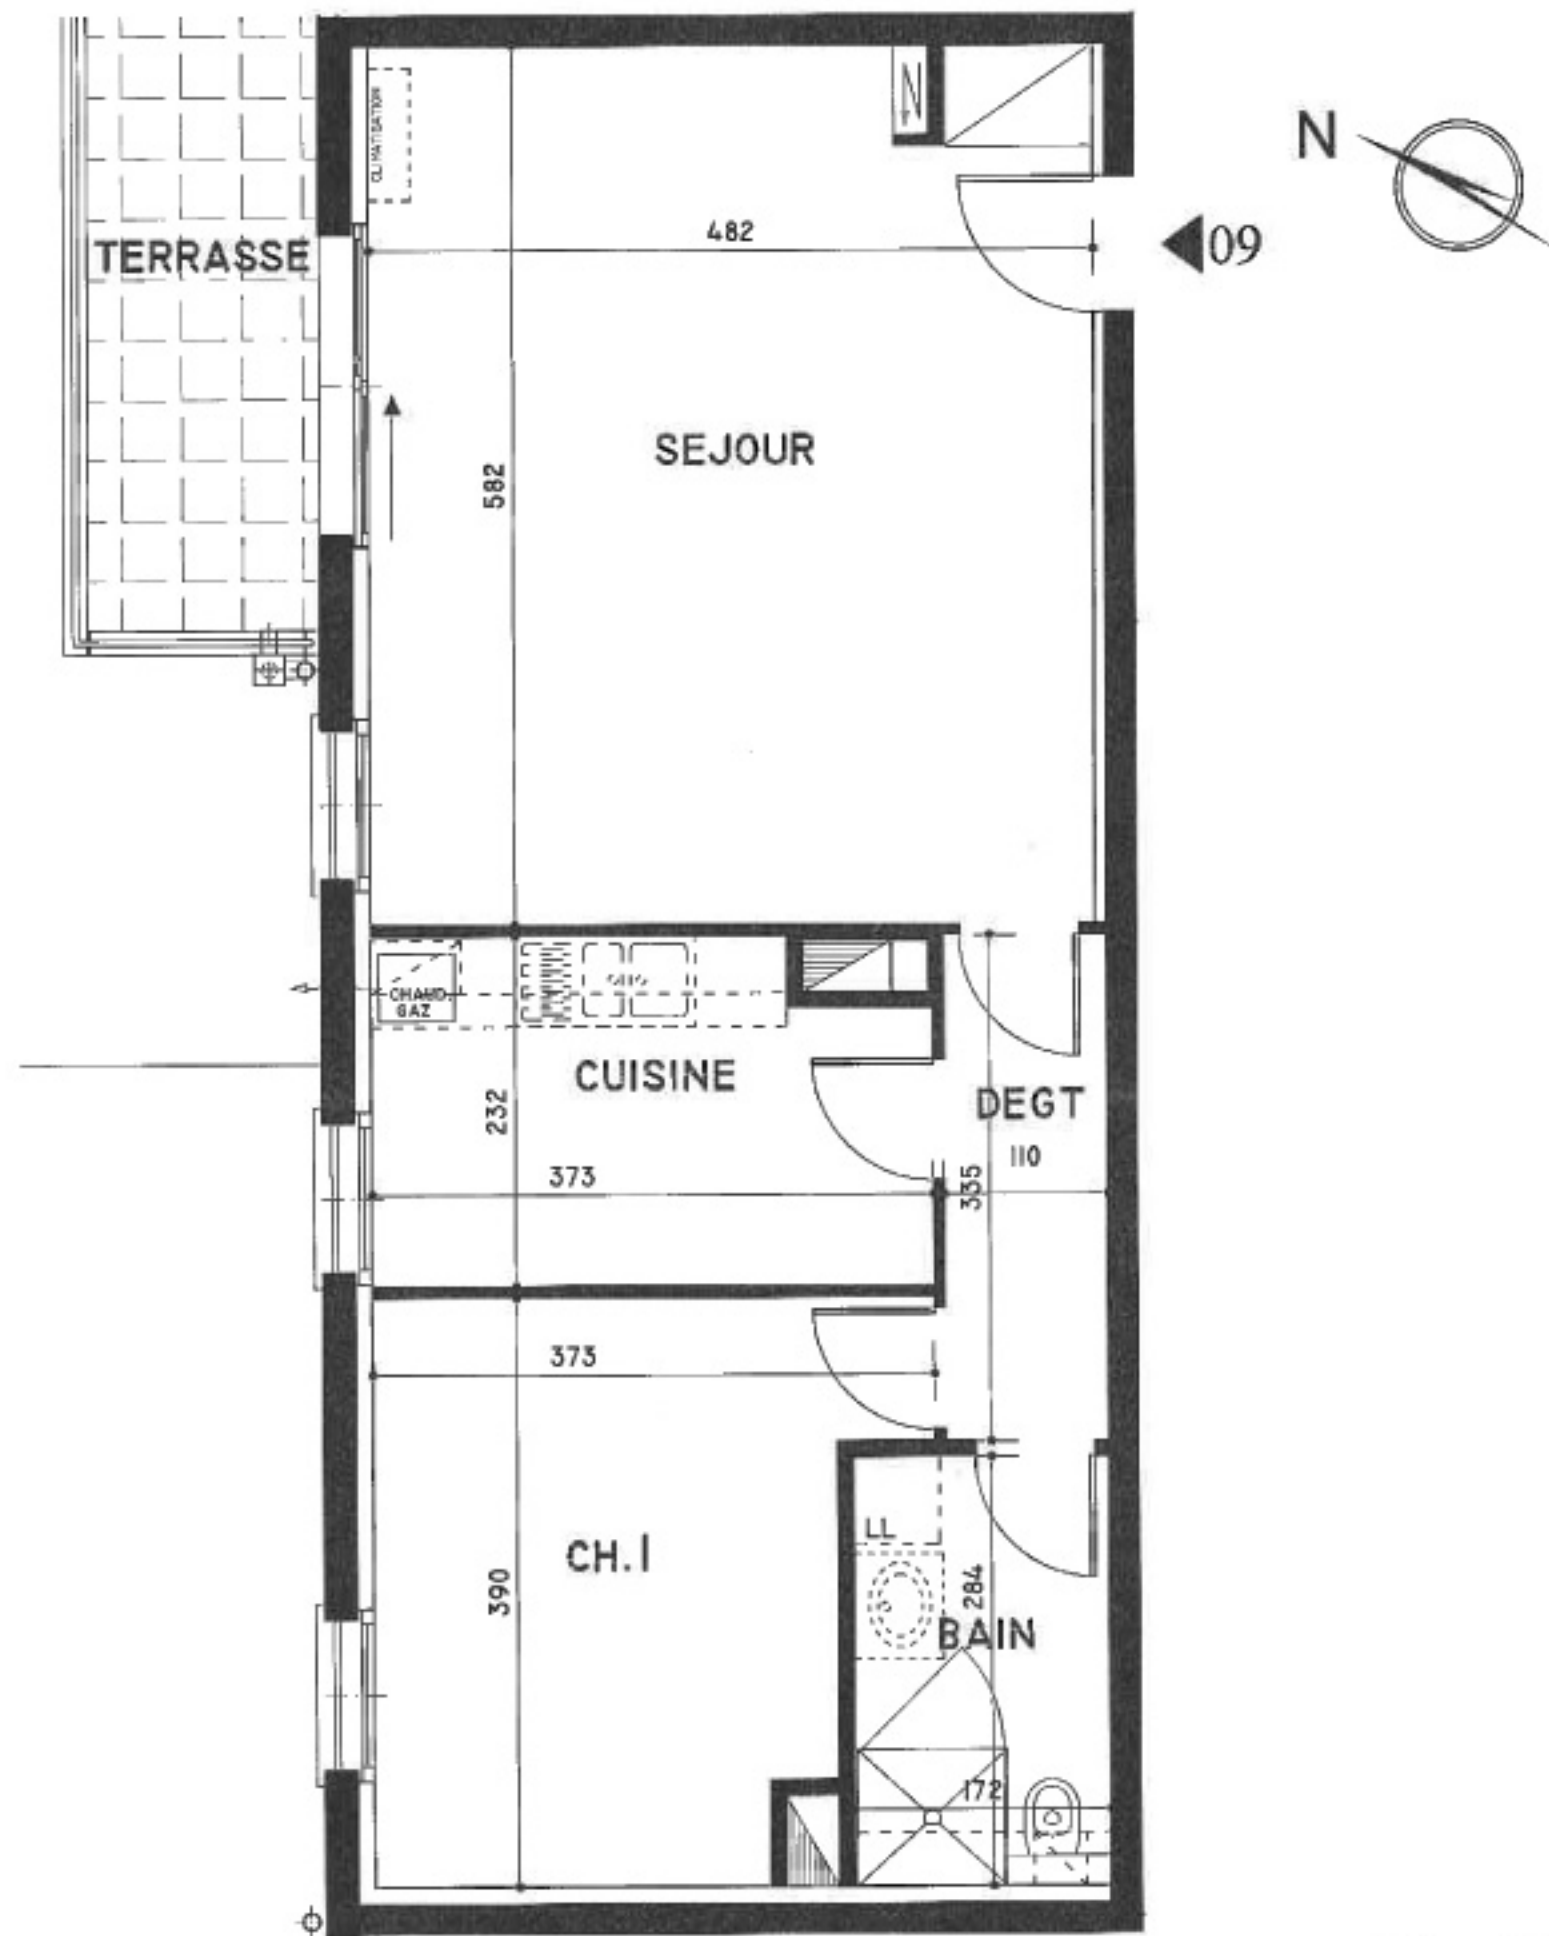 CLIMATISATION
N
TERRASSE
482
09
SEJOUR
582
CHAUD.
GAZ
CUISINE
232
DEGT
110
373
335
373
CH.1
390
LL
284
BAIN
172